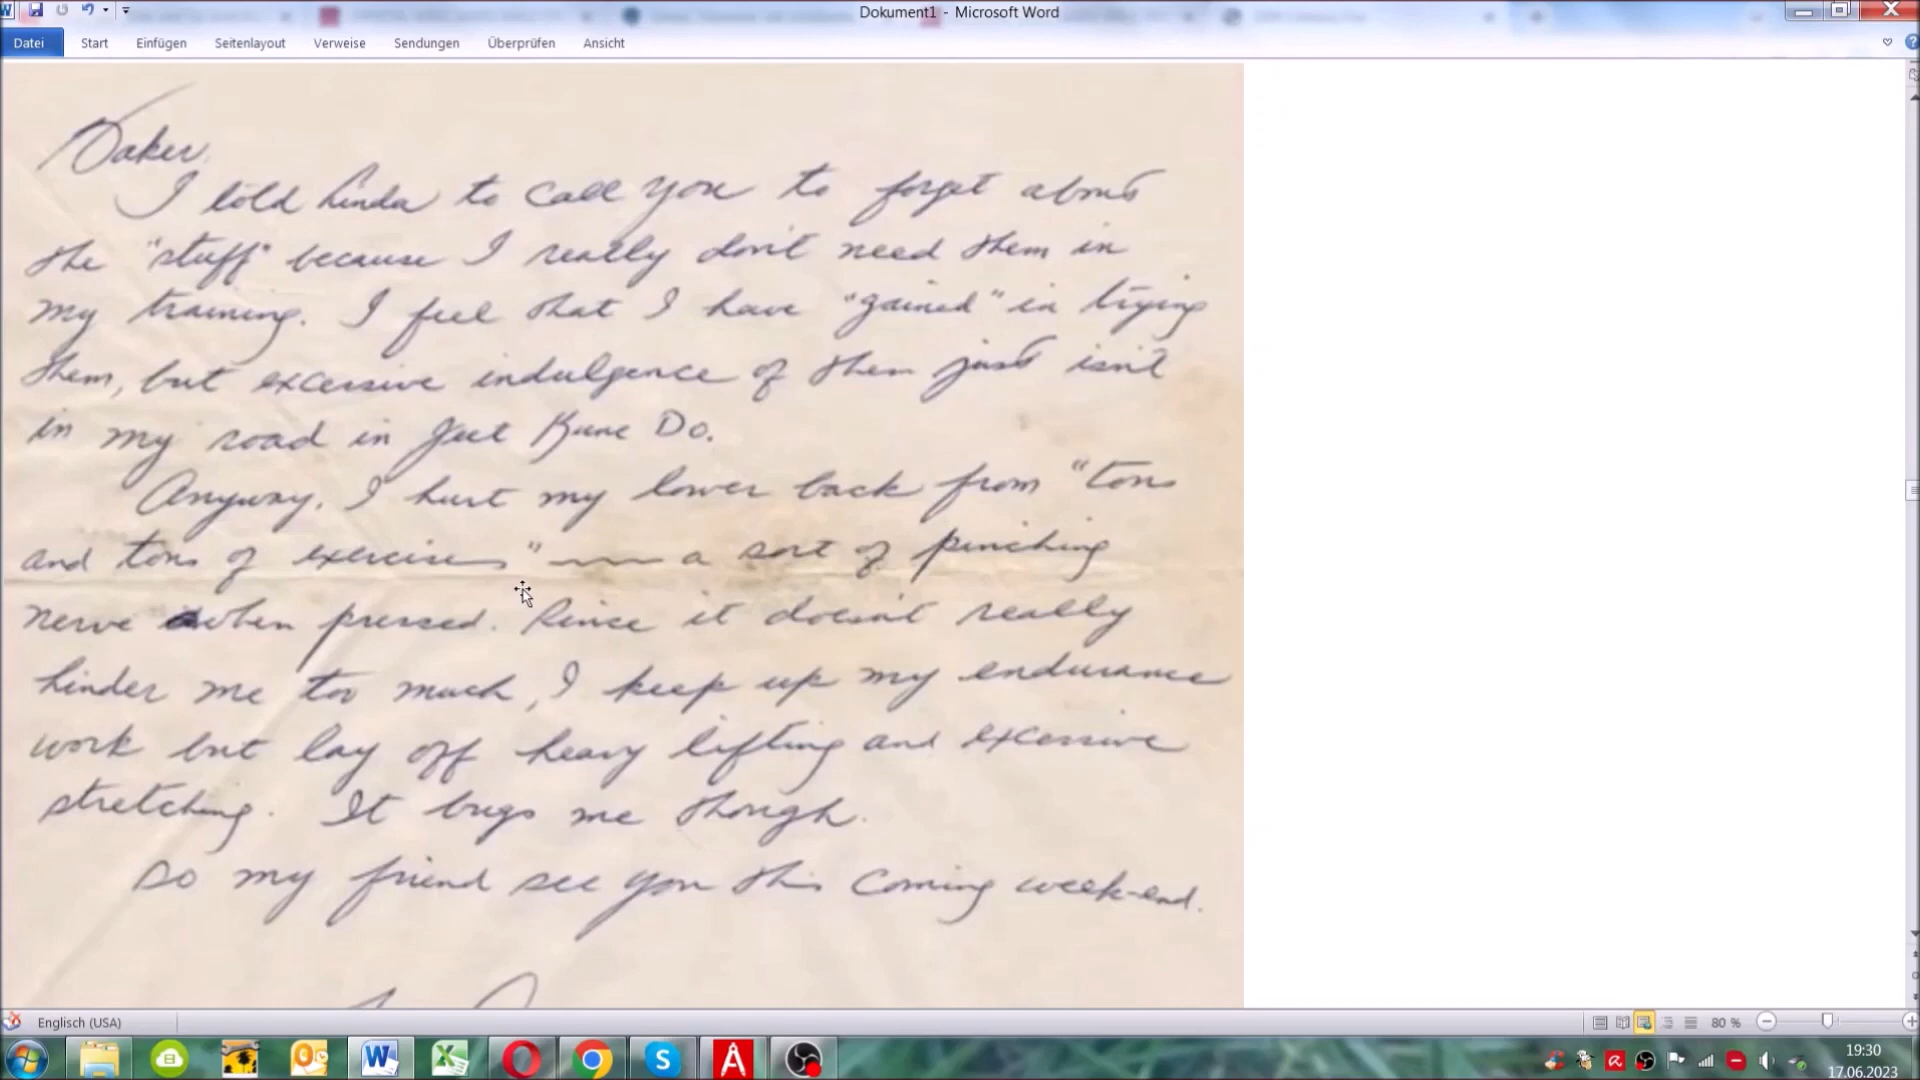 Dokument1 - Microsoft Word
Datei Start Einfügen Seitenlayout Verweise Sendungen Überprüfen Ansicht
Daker
I told Linda to call you to forget about
the "stuff" because I really don't need them in
my training. I feel that I have "gained" in trying
them, but excessive indulgence of them just isn't
in my road in Jeet Kune Do.
Anyway, I hurt my lower back from "tons
and tons of exercises" — a sort of pinching
nerve when pressed. Since it doesn't really
hinder me too much, I keep up my endurance
work but lay off heavy lifting and excessive
stretching. It bugs me though.
So my friend see you this coming week-end.
Englisch (USA) 80 %
19:30
17.06.2023